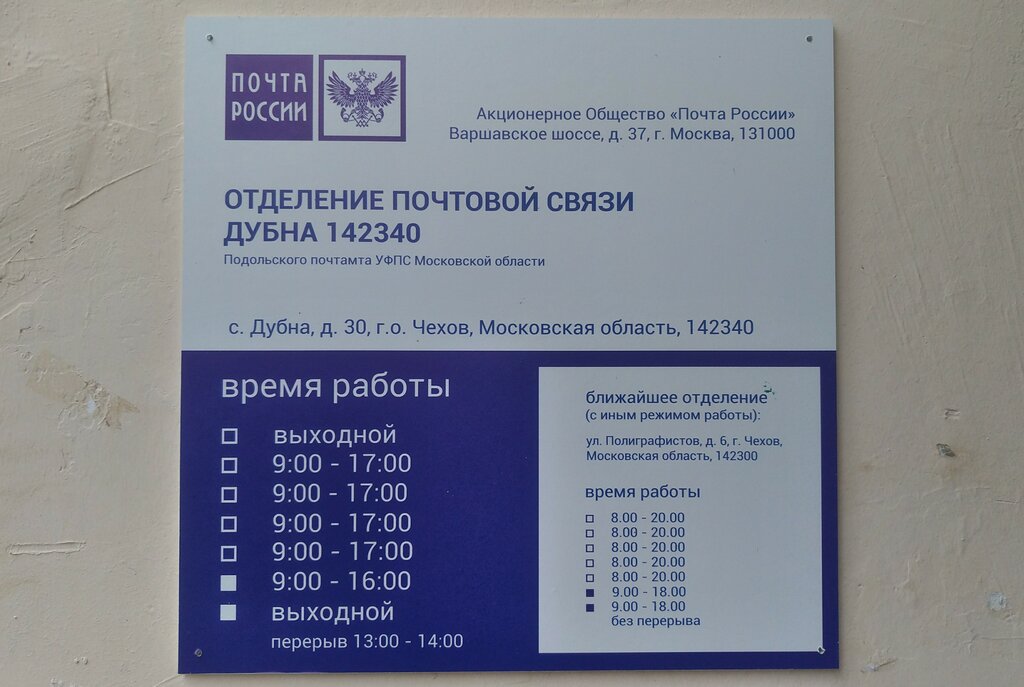 ПОЧТА
РОССИИ
Акционерное Общество «Почта России»
Варшавское шоссе, д. 37, г. Москва, 131000
ОТДЕЛЕНИЕ ПОЧТОВОЙ СВЯЗИ
ДУБНА 142340
Подольского почтамта УФПС Московской области
с. Дубна, д. 30, г.о. Чехов, Московская область, 142340
время работы
выходной
9:00 - 17:00
9:00 - 17:00
9:00 - 17:00
9:00 - 17:00
9:00 - 16:00
выходной
перерыв 13:00 - 14:00
ближайшее отделение
(с иным режимом работы):
ул. Полиграфистов, д. 6, г. Чехов,
Московская область, 142300
время работы
8.00 - 20.00
8.00 - 20.00
8.00 - 20.00
8.00 - 20.00
8.00 - 20.00
9.00 - 18.00
9.00 - 18.00
без перерыва